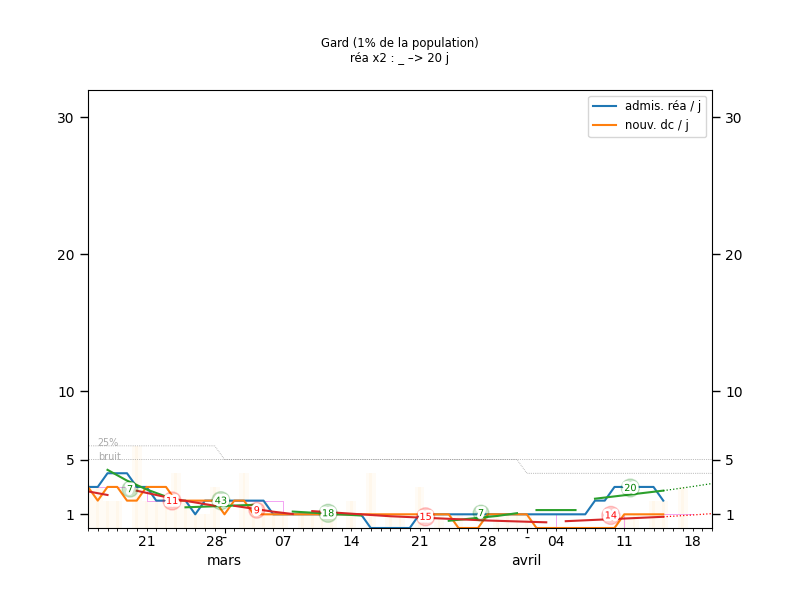 Gard (1% de la population)
réa x2 : _ –> 20 j
admis. réa / j
nouv. dc / j
30 30
20 20
10 10
25%
bruit
5 5
1 1
7 11 43 9 18 15 7 20 14
21 28 07 14 21 28 - 04 11 18
mars avril